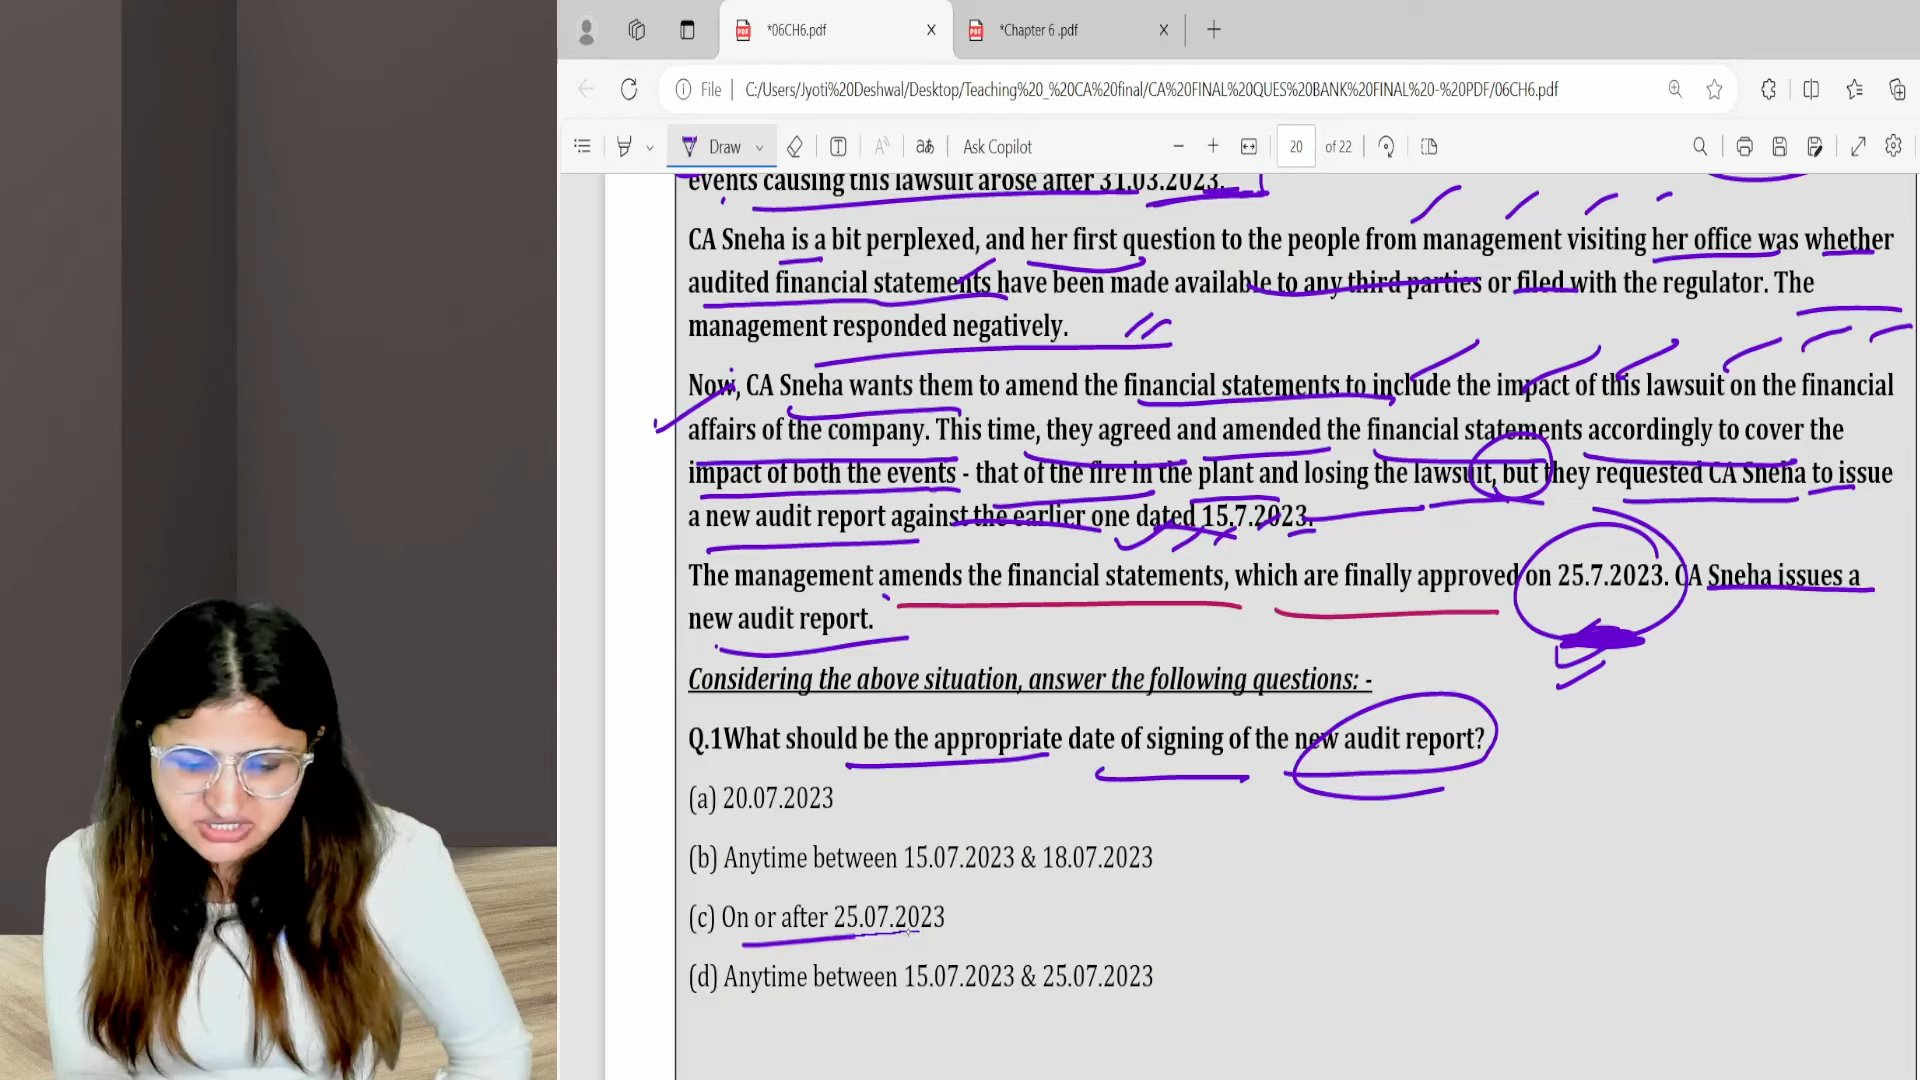 *06CH6.pdf
*Chapter 6 .pdf
File
C:/Users/Jyoti%20Deshwal/Desktop/Teaching%20_%20CA%20final/CA%20FINAL%20QUES%20BANK%20FINAL%20-%20PDF/06CH6.pdf
Draw
aあ
Ask Copilot
20 of 22
events causing this lawsuit arose after 31.03.2023.
CA Sneha is a bit perplexed, and her first question to the people from management visiting her office was whether
audited financial statements have been made available to any third parties or filed with the regulator. The
management responded negatively.
Now, CA Sneha wants them to amend the financial statements to include the impact of this lawsuit on the financial
affairs of the company. This time, they agreed and amended the financial statements accordingly to cover the
impact of both the events - that of the fire in the plant and losing the lawsuit, but they requested CA Sneha to issue
a new audit report against the earlier one dated 15.7.2023.
The management amends the financial statements, which are finally approved on 25.7.2023. CA Sneha issues a
new audit report.
Considering the above situation, answer the following questions: -
Q.1What should be the appropriate date of signing of the new audit report?
(a) 20.07.2023
(b) Anytime between 15.07.2023 & 18.07.2023
(c) On or after 25.07.2023
(d) Anytime between 15.07.2023 & 25.07.2023